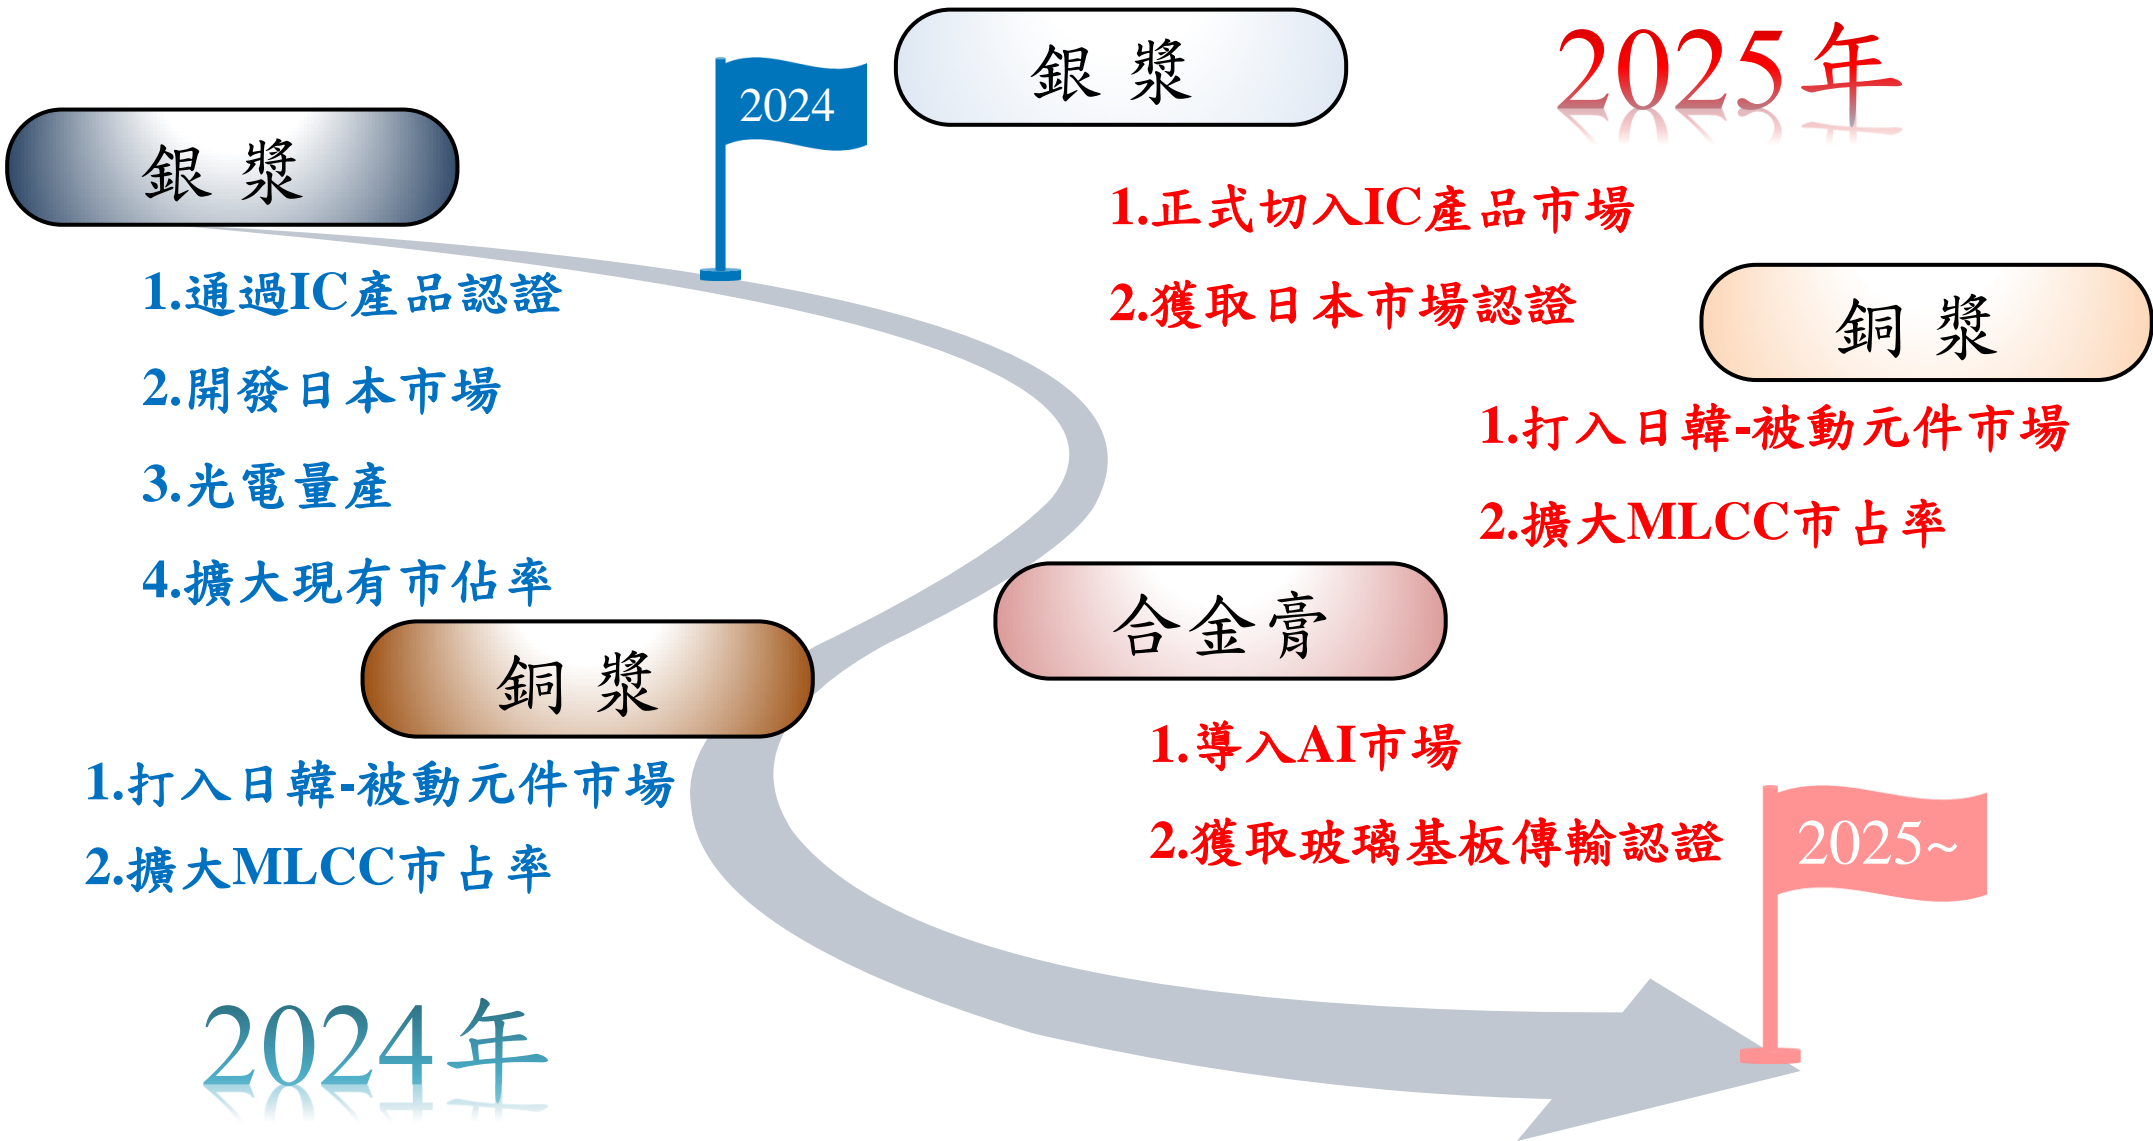 2024
銀 漿
1.通過IC產品認證
2.開發日本市場
3.光電量產
4.擴大現有市佔率
銅 漿
1.打入日韓-被動元件市場
2.擴大MLCC市占率
2024年
2025年
銀 漿
1.正式切入IC產品市場
2.獲取日本市場認證
銅 漿
1.打入日韓-被動元件市場
2.擴大MLCC市占率
合金膏
1.導入AI市場
2.獲取玻璃基板傳輸認證
2025~